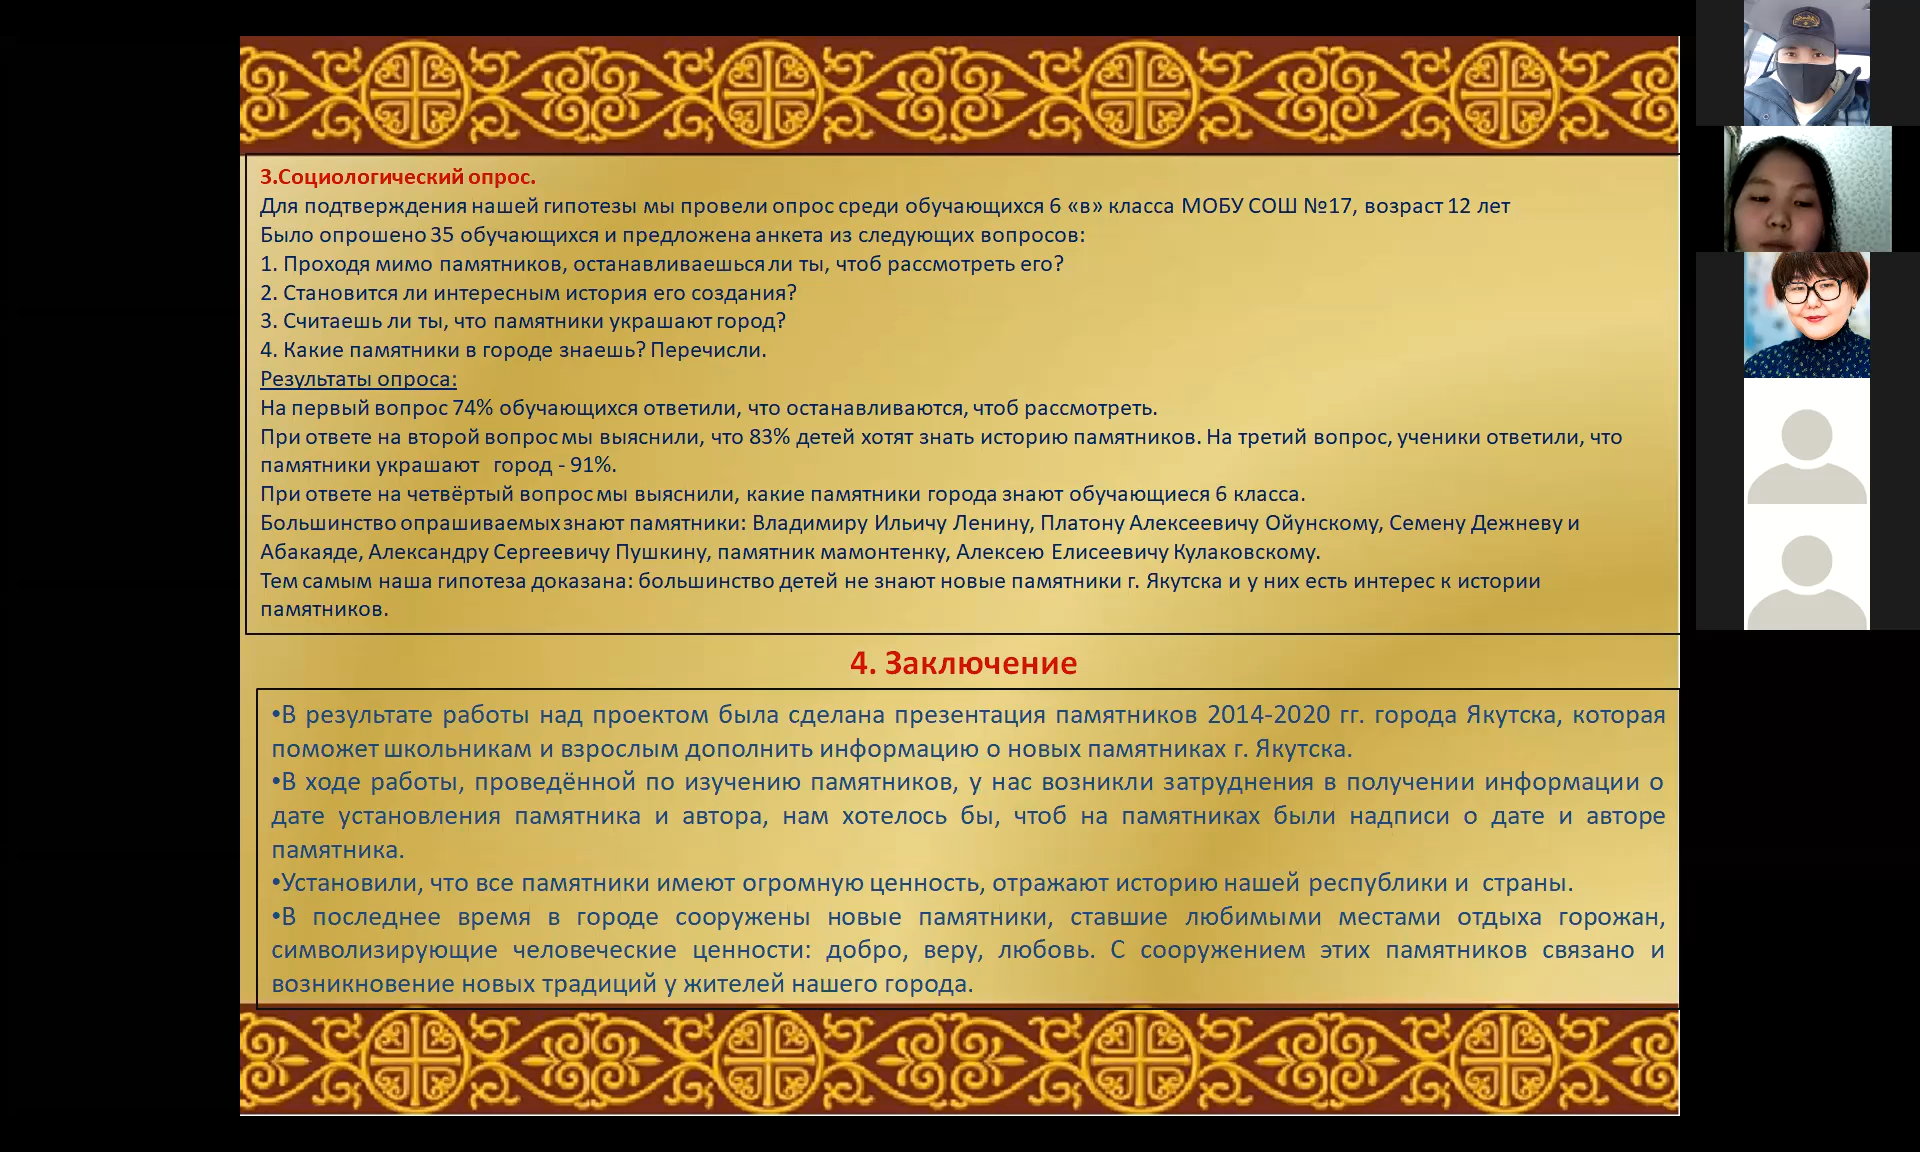 3.Социологический опрос.
Для подтверждения нашей гипотезы мы провели опрос среди обучающихся 6 «в» класса МОБУ СОШ №17, возраст 12 лет
Было опрошено 35 обучающихся и предложена анкета из следующих вопросов:
1. Проходя мимо памятников, останавливаешься ли ты, чтоб рассмотреть его?
2. Становится ли интересным история его создания?
3. Считаешь ли ты, что памятники украшают город?
4. Какие памятники в городе знаешь? Перечисли.
Результаты опроса:
На первый вопрос 74% обучающихся ответили, что останавливаются, чтоб рассмотреть.
При ответе на второй вопрос мы выяснили, что 83% детей хотят знать историю памятников. На третий вопрос, ученики ответили, что
памятники украшают город - 91%.
При ответе на четвёртый вопрос мы выяснили, какие памятники города знают обучающиеся 6 класса.
Большинство опрашиваемых знают памятники: Владимиру Ильичу Ленину, Платону Алексеевичу Ойунскому, Семену Дежневу и
Абакаяде, Александру Сергеевичу Пушкину, памятник мамонтенку, Алексею Елисеевичу Кулаковскому.
Тем самым наша гипотеза доказана: большинство детей не знают новые памятники г. Якутска и у них есть интерес к истории
памятников.
4. Заключение
•В результате работы над проектом была сделана презентация памятников 2014-2020 гг. города Якутска, которая
поможет школьникам и взрослым дополнить информацию о новых памятниках г. Якутска.
•В ходе работы, проведённой по изучению памятников, у нас возникли затруднения в получении информации о
дате установления памятника и автора, нам хотелось бы, чтоб на памятниках были надписи о дате и авторе
памятника.
•Установили, что все памятники имеют огромную ценность, отражают историю нашей республики и страны.
•В последнее время в городе сооружены новые памятники, ставшие любимыми местами отдыха горожан,
символизирующие человеческие ценности: добро, веру, любовь. С сооружением этих памятников связано и
возникновение новых традиций у жителей нашего города.